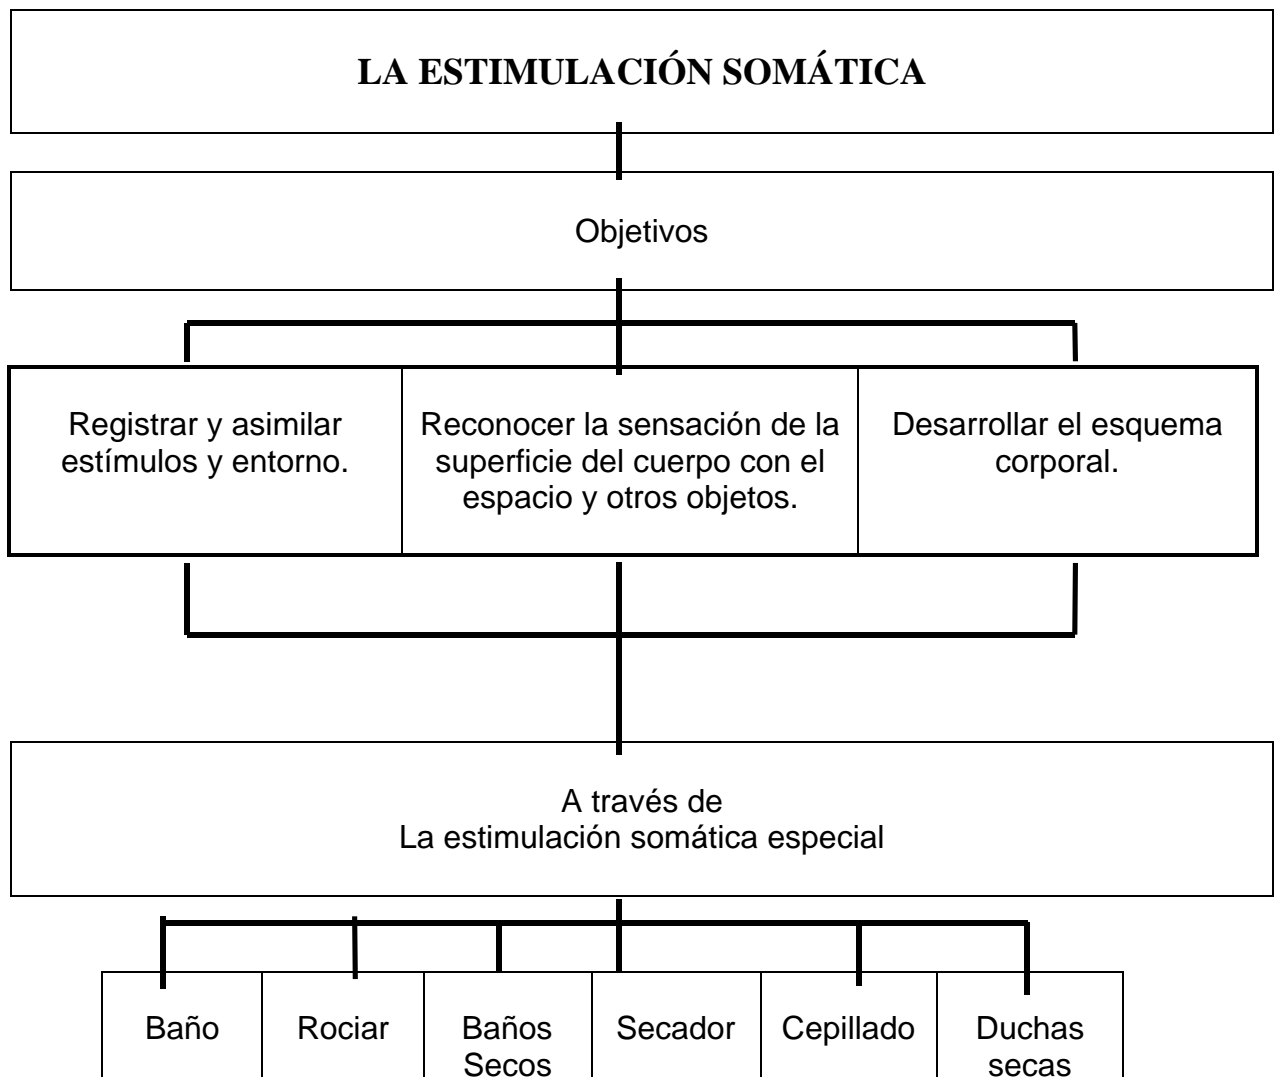 LA ESTIMULACIÓN SOMÁTICA
Objetivos
Registrar y asimilar
estímulos y entorno.
Reconocer la sensación de la
superficie del cuerpo con el
espacio y otros objetos.
Desarrollar el esquema
corporal.
A través de
La estimulación somática especial
Baño
Rociar
Baños
Secos
Secador
Cepillado
Duchas
secas